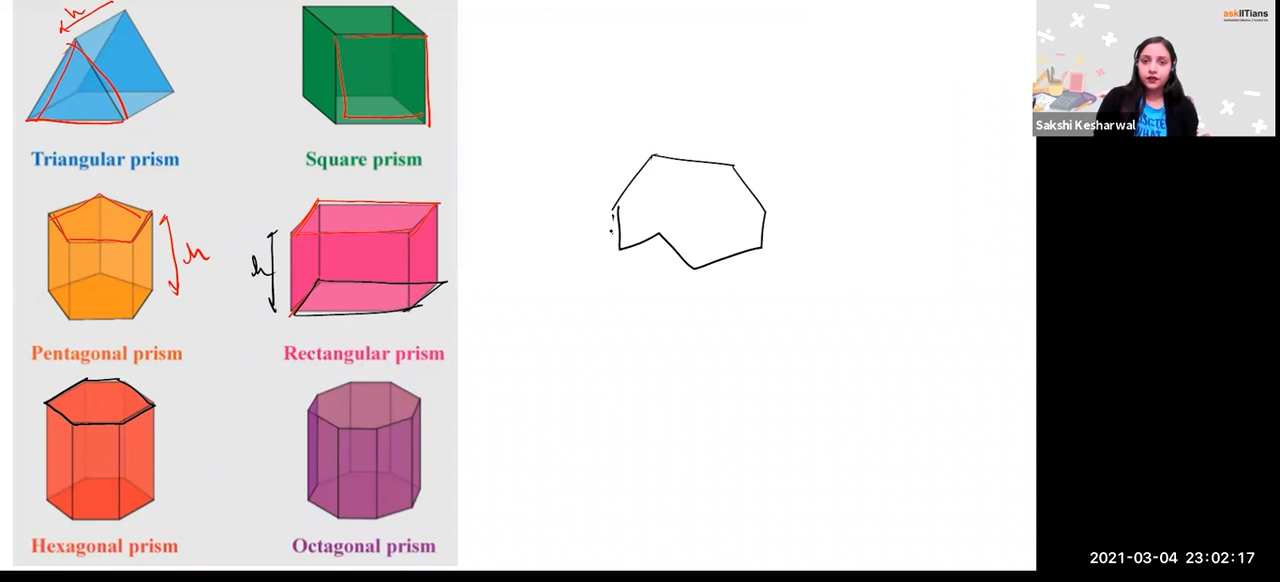 h
Triangular prism
Square prism
h
h
Pentagonal prism
Rectangular prism
Hexagonal prism
Octagonal prism
askIITians
Sakshi Kesharwal
2021-03-04 23:02:17